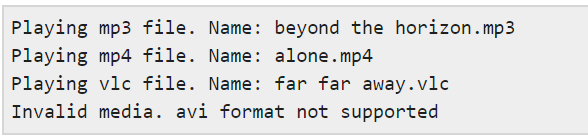 Playing mp3 file. Name: beyond the horizon.mp3
Playing mp4 file. Name: alone.mp4
Playing vlc file. Name: far far away.vlc
Invalid media. avi format not supported